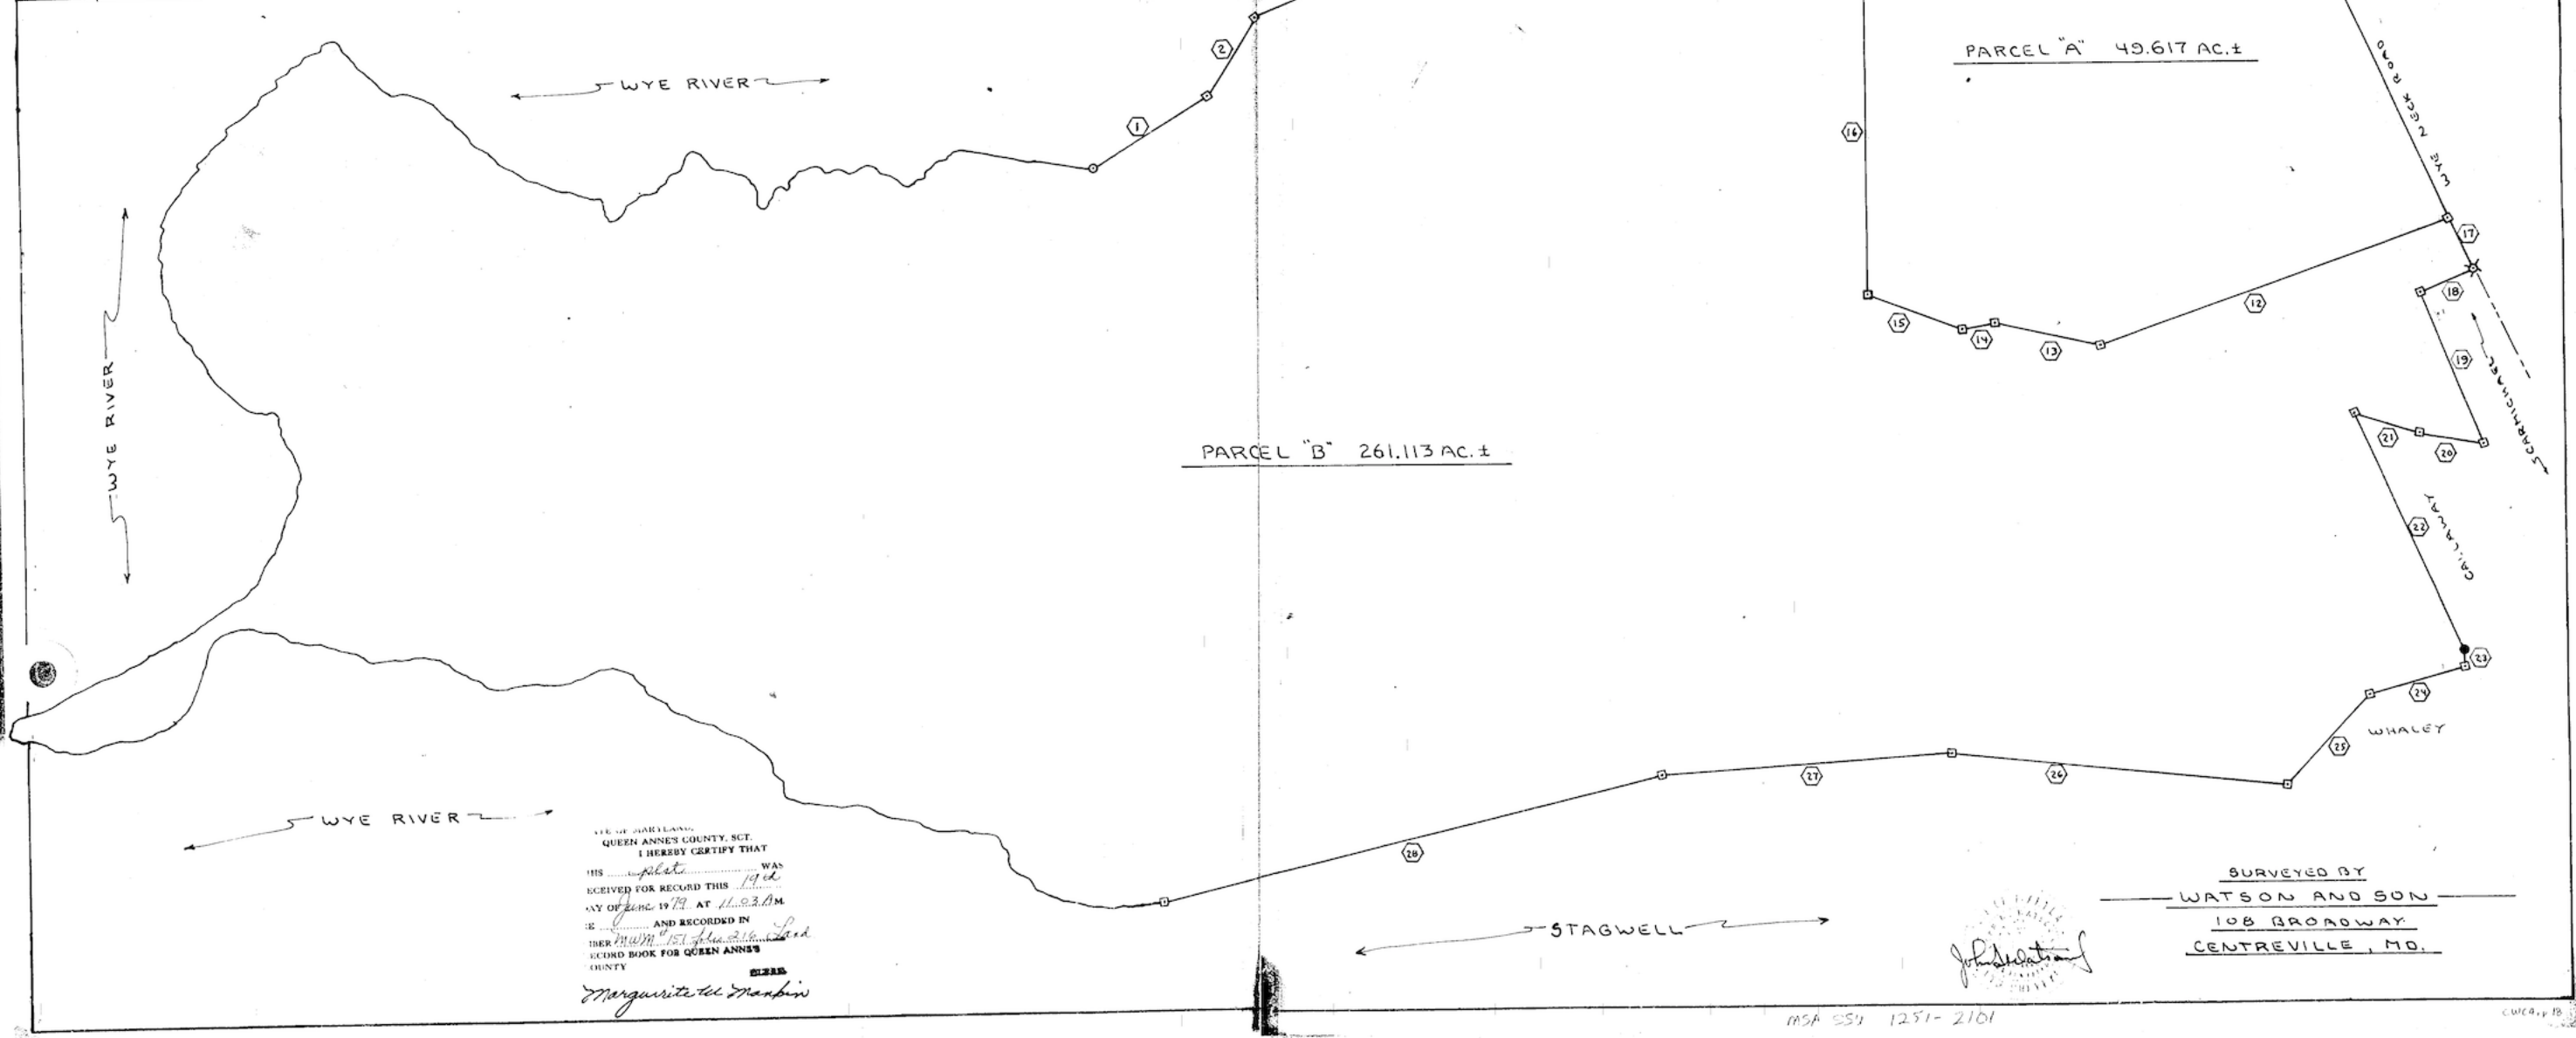 PARCEL "A" 49.617 AC.±
WYE NECK ROAD
WYE RIVER
2
1
16
17
18
12
15
14
13
19
SCARMICHAEL
WYE RIVER
21
20
PARCEL "B" 261.113 AC.±
22
CALLAWAY
23
24
WHALEY
25
27
26
WYE RIVER
28
QUEEN ANNE'S COUNTY, SCT.
I HEREBY CERTIFY THAT
plat WAS
FOR RECORD THIS 19th
OF June 1979 AT 11:03 AM
AND RECORDED IN
MWM 151 folio 216 Land
BOOK FOR QUEEN ANNE'S
CLERK
Marguerite W Mankin
STAGWELL
SURVEYED BY
WATSON AND SON
108 BROADWAY
CENTREVILLE, MD.
MSA 1251-2101